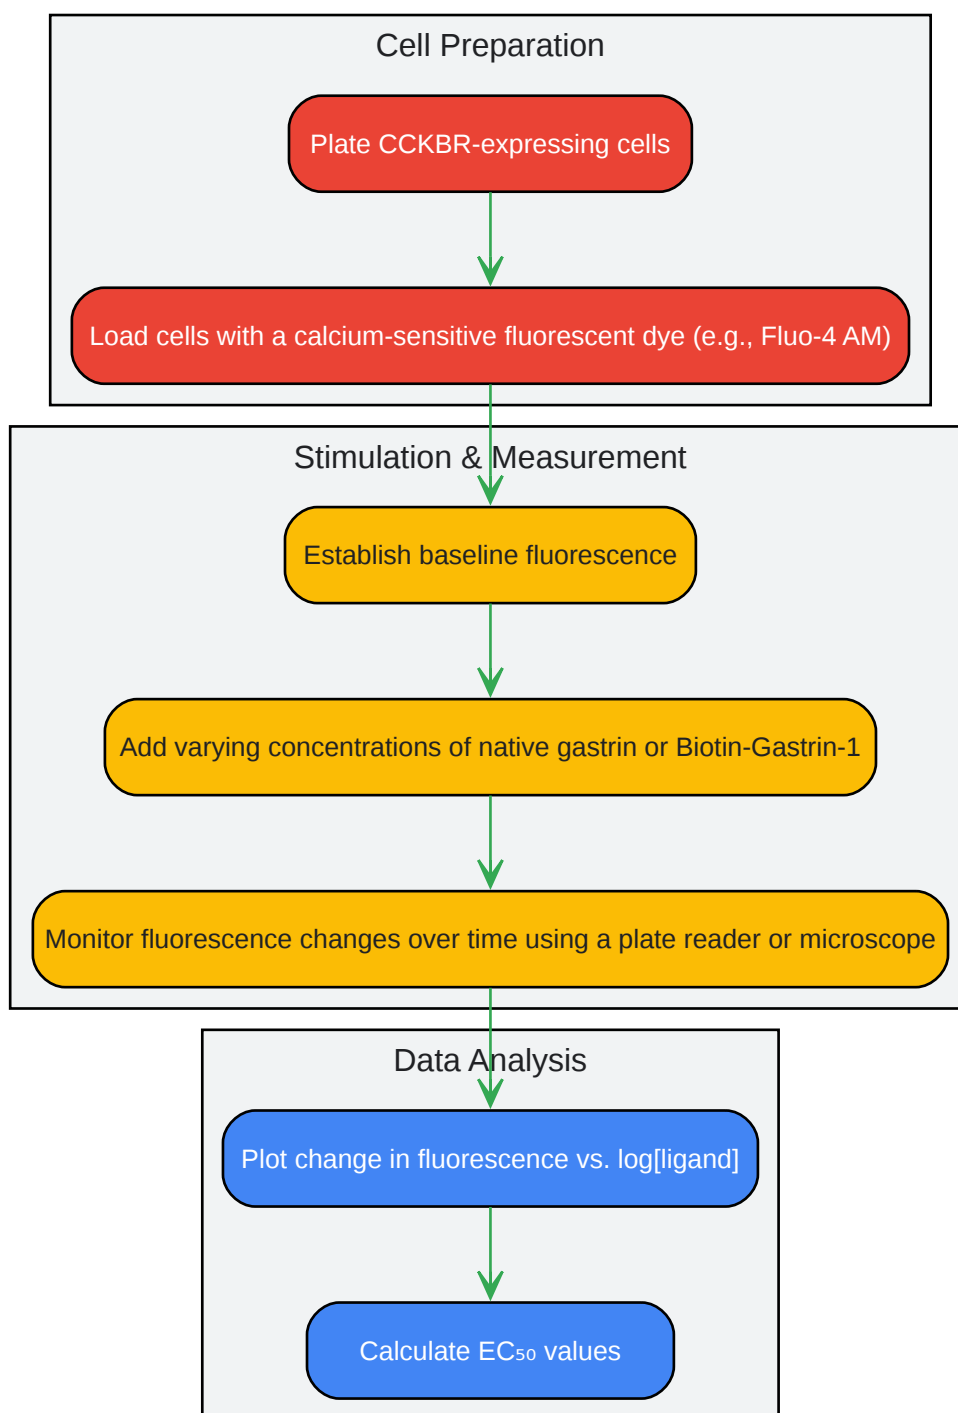 Cell Preparation
Plate CCKBR-expressing cells
Load cells with a calcium-sensitive fluorescent dye (e.g., Fluo-4 AM)
Stimulation & Measurement
Establish baseline fluorescence
Add varying concentrations of native gastrin or Biotin-Gastrin-1
Monitor fluorescence changes over time using a plate reader or microscope
Data Analysis
Plot change in fluorescence vs. log[ligand]
Calculate EC₅₀ values